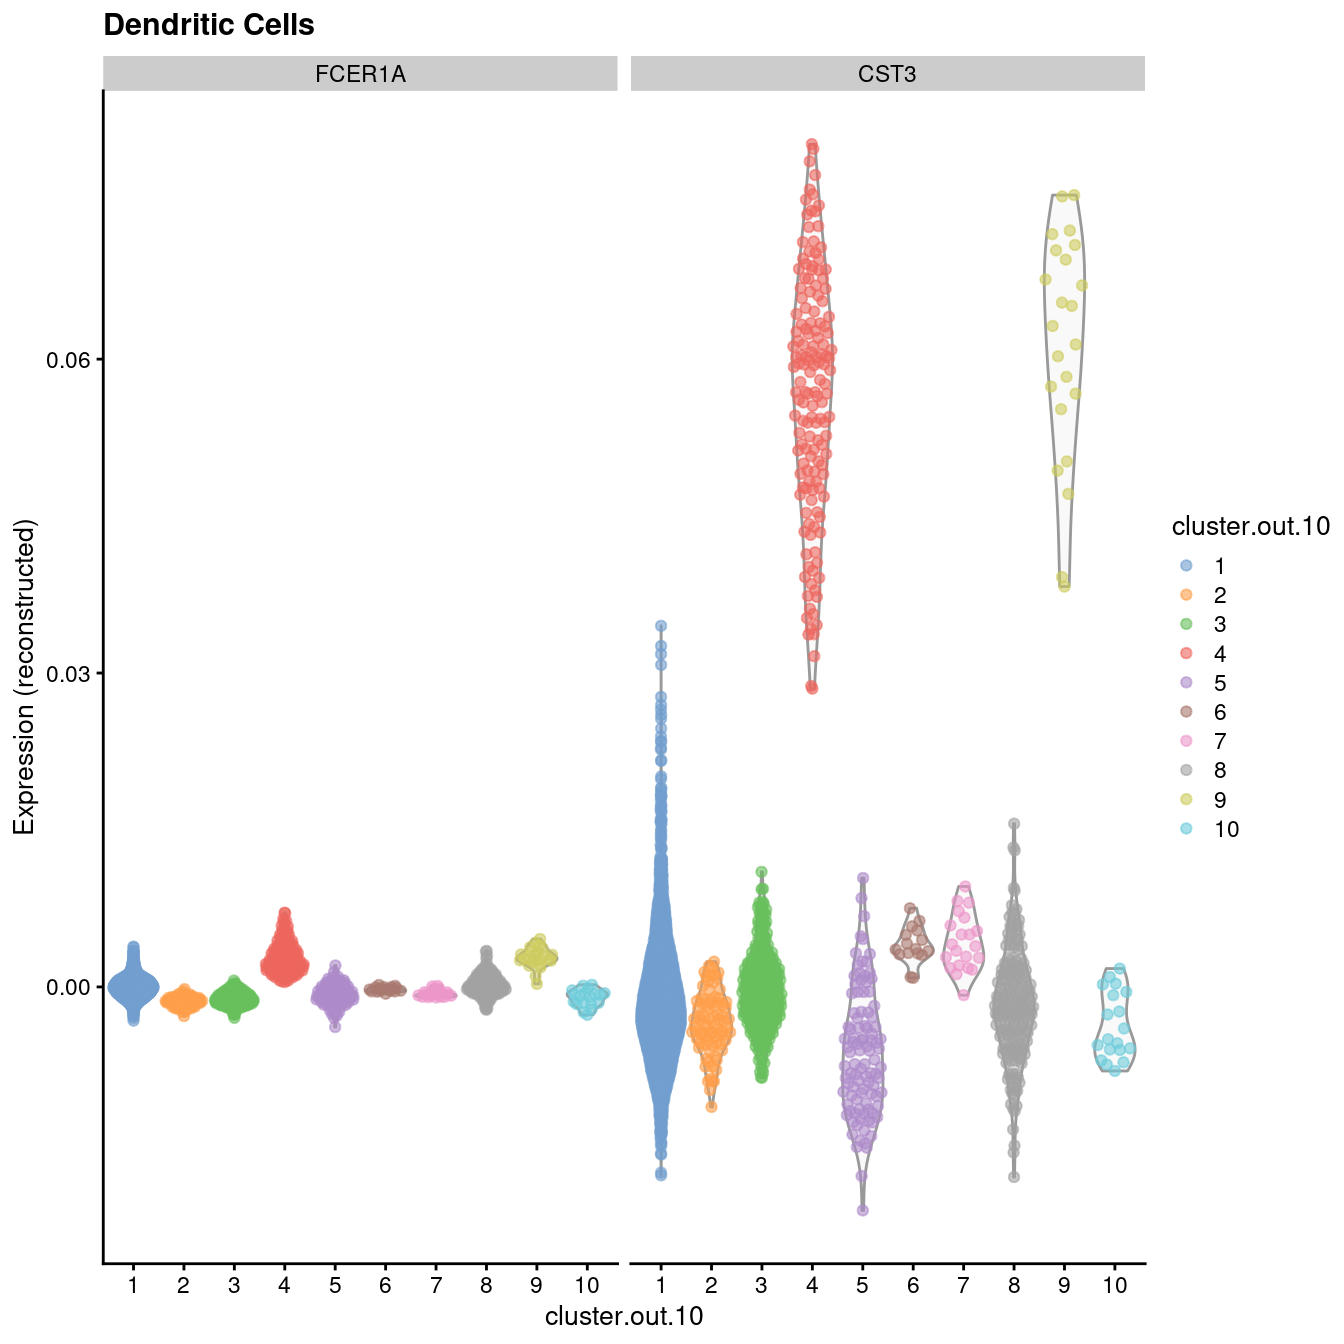 Dendritic Cells
FCER1A CST3
Expression (reconstructed)
0.06
0.03
0.00
1 2 3 4 5 6 7 8 9 10 1 2 3 4 5 6 7 8 9 10
cluster.out.10
cluster.out.10
1
2
3
4
5
6
7
8
9
10